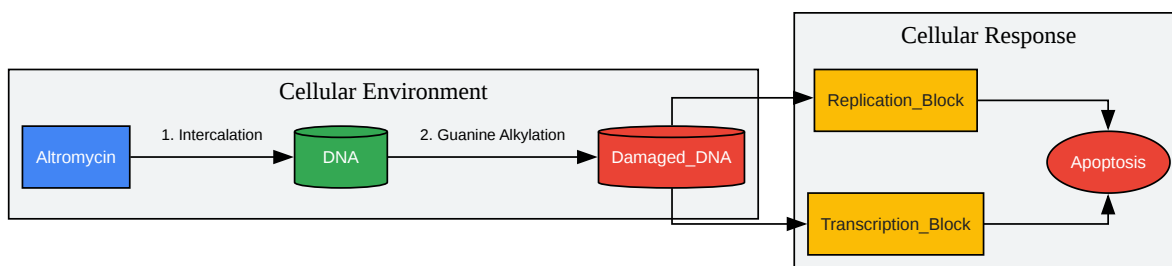 Cellular Response
Cellular Environment
Replication_Block
Altromycin
1. Intercalation
DNA
2. Guanine Alkylation
Damaged_DNA
Apoptosis
Transcription_Block